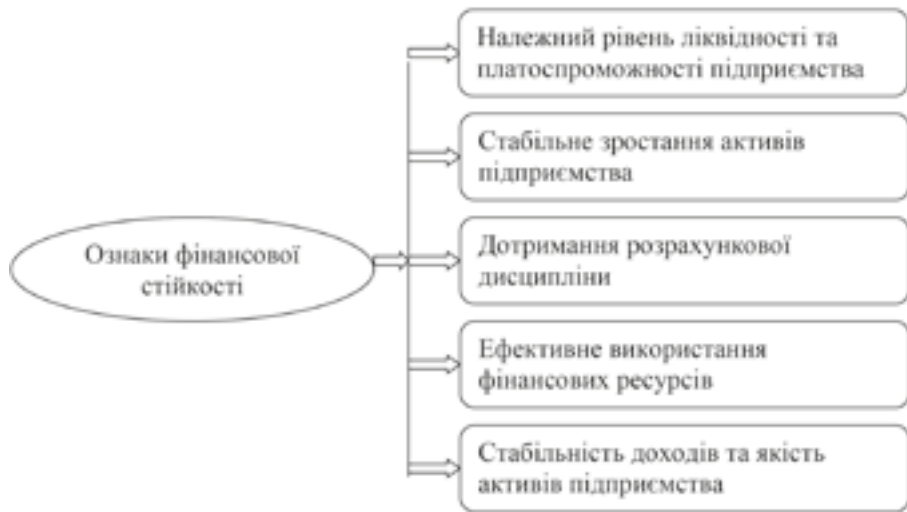 Ознаки фінансової
стійкості
Належний рівень ліквідності та
платоспроможності підприємства
Стабільне зростання активів
підприємства
Дотримання розрахункової
дисципліни
Ефективне використання
фінансових ресурсів
Стабільність доходів та якість
активів підприємства